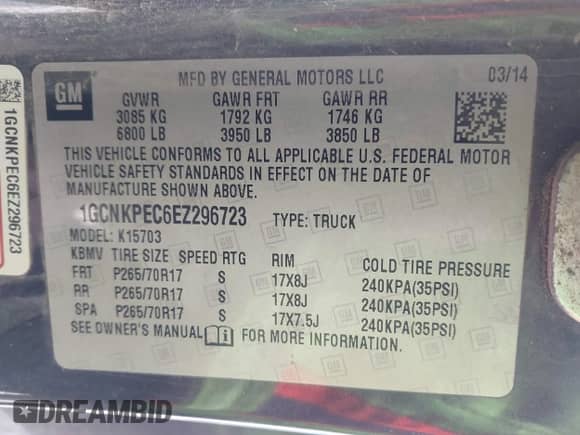 GM
MFD BY GENERAL MOTORS LLC 03/14
GVWR GAWR FRT GAWR RR
3085 KG 1792 KG 1746 KG
6800 LB 3950 LB 3850 LB
THIS VEHICLE CONFORMS TO ALL APPLICABLE U.S. FEDERAL MOTOR
VEHICLE SAFETY STANDARDS IN EFFECT ON THE DATE OF
MANUFACTURE SHOWN ABOVE.
1GCNKPEC6EZ296723 TYPE: TRUCK
MODEL: K15703
KBMV TIRE SIZE SPEED RTG RIM COLD TIRE PRESSURE
FRT P265/70R17 S 17X8J 240KPA(35PSI)
RR P265/70R17 S 17X8J 240KPA(35PSI)
SPA P265/70R17 S 17X7.5J 240KPA(35PSI)
SEE OWNER'S MANUAL FOR MORE INFORMATION.
1GCNKPEC6EZ296723
DREAMBID